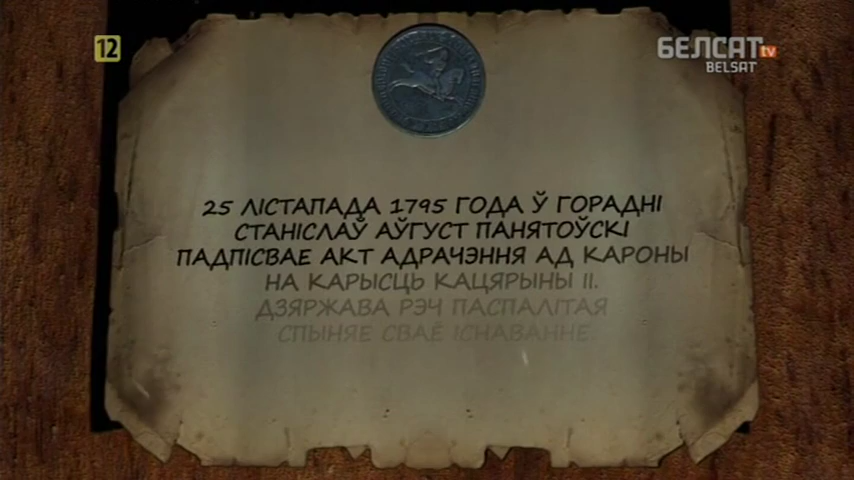 12
БЕЛСАТ tv
BELSAT
25 ЛІСТАПАДА 1795 ГОДА Ў ГОРАДНІ
СТАНІСЛАЎ АЎГУСТ ПАНЯТОЎСКІ
ПАДПІСВАЕ АКТ АДРАЧЭННЯ АД КАРОНЫ
НА КАРЫСЦЬ КАЦЯРЫНЫ II.
ДЗЯРЖАВА РЭЧ ПАСПАЛІТАЯ
СПЫНЯЕ СВАЁ ІСНАВАННЕ.